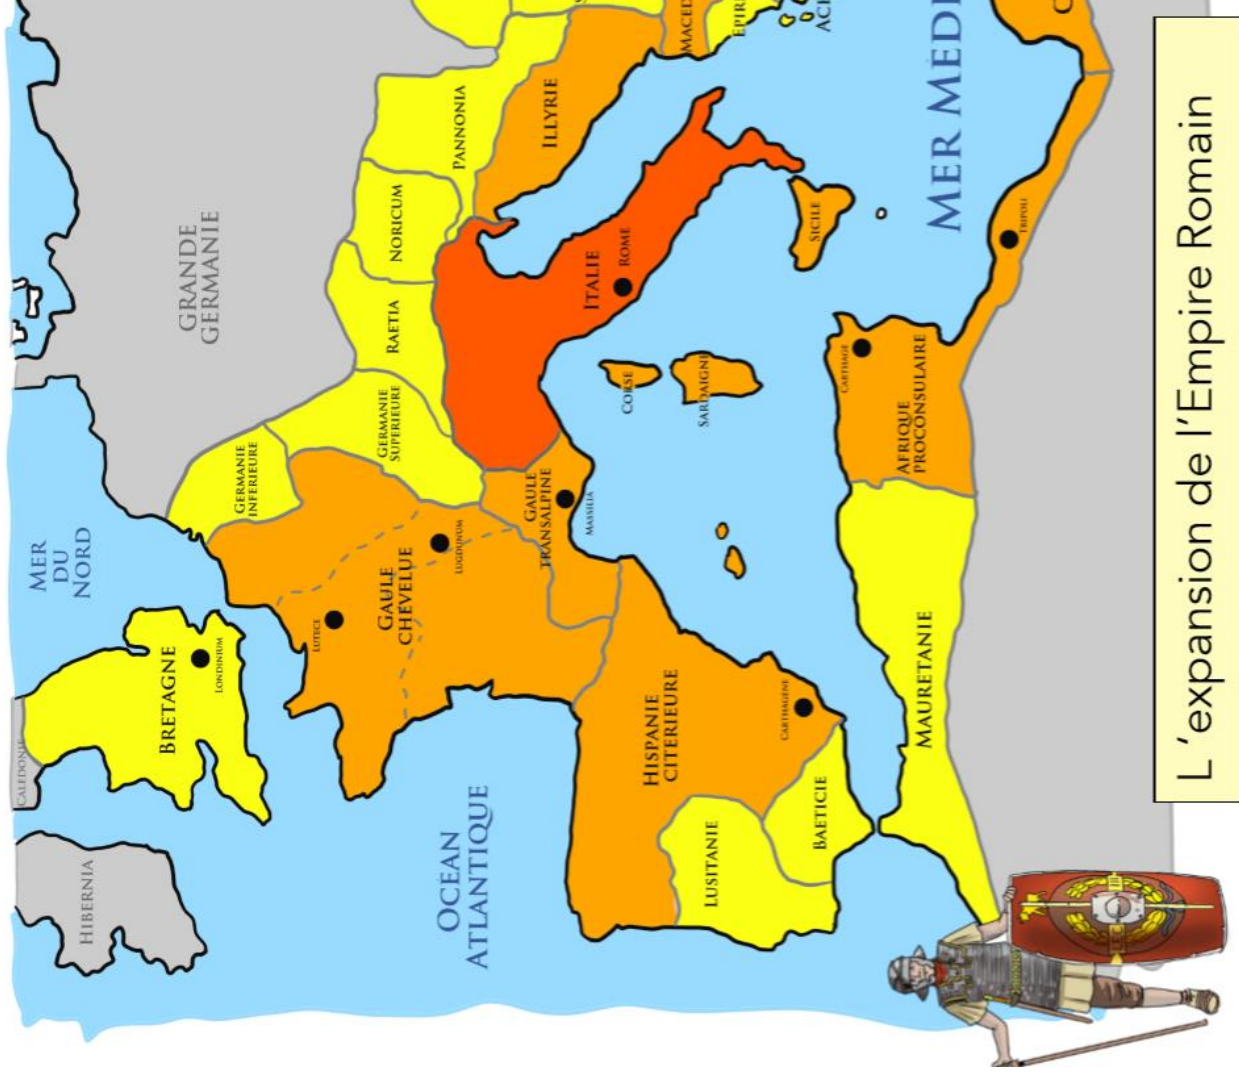 CALEDONIE
HIBERNIA
MER
DU
NORD
BRETAGNE
LONDINIUM
GRANDE
GERMANIE
GERMANIE
INFERIEURE
LUTECE
GAULE
CHEVELUE
GERMANIE
SUPERIEURE
RAETIA
NORICUM
PANNONIA
LUGDUNUM
OCEAN
ATLANTIQUE
GAULE
TRANSALPINE
MASSILIA
ILLYRIE
ITALIE
ROME
CORSE
HISPANIE
CITERIEURE
MACED
SARDAIGNE
LUSITANIE
EPIR
CARTHAGENE
BAETICIE
SICILE
CARTHAGE
AFRIQUE
PROCONSULAIRE
MAURETANIE
MER MEDI
TRIPOLI
L 'expansion de l'Empire Romain